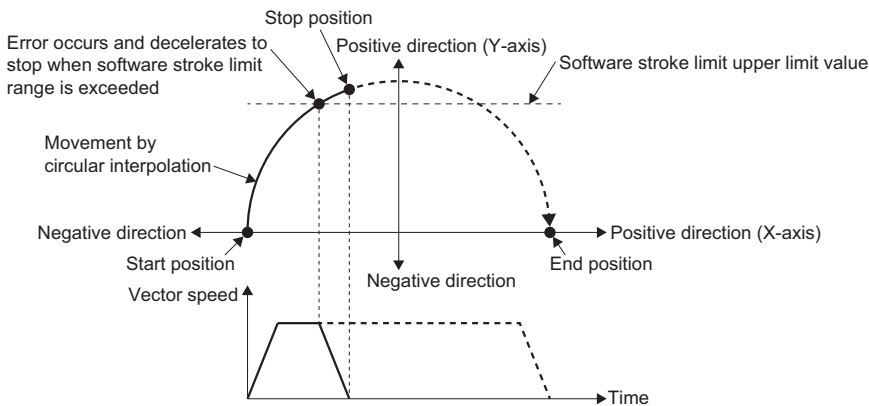 Stop position
Error occurs and decelerates to
stop when software stroke limit
range is exceeded
Positive direction (Y-axis)
Software stroke limit upper limit value
Movement by
circular interpolation
Negative direction
Positive direction (X-axis)
Start position
End position
Negative direction
Vector speed
Time